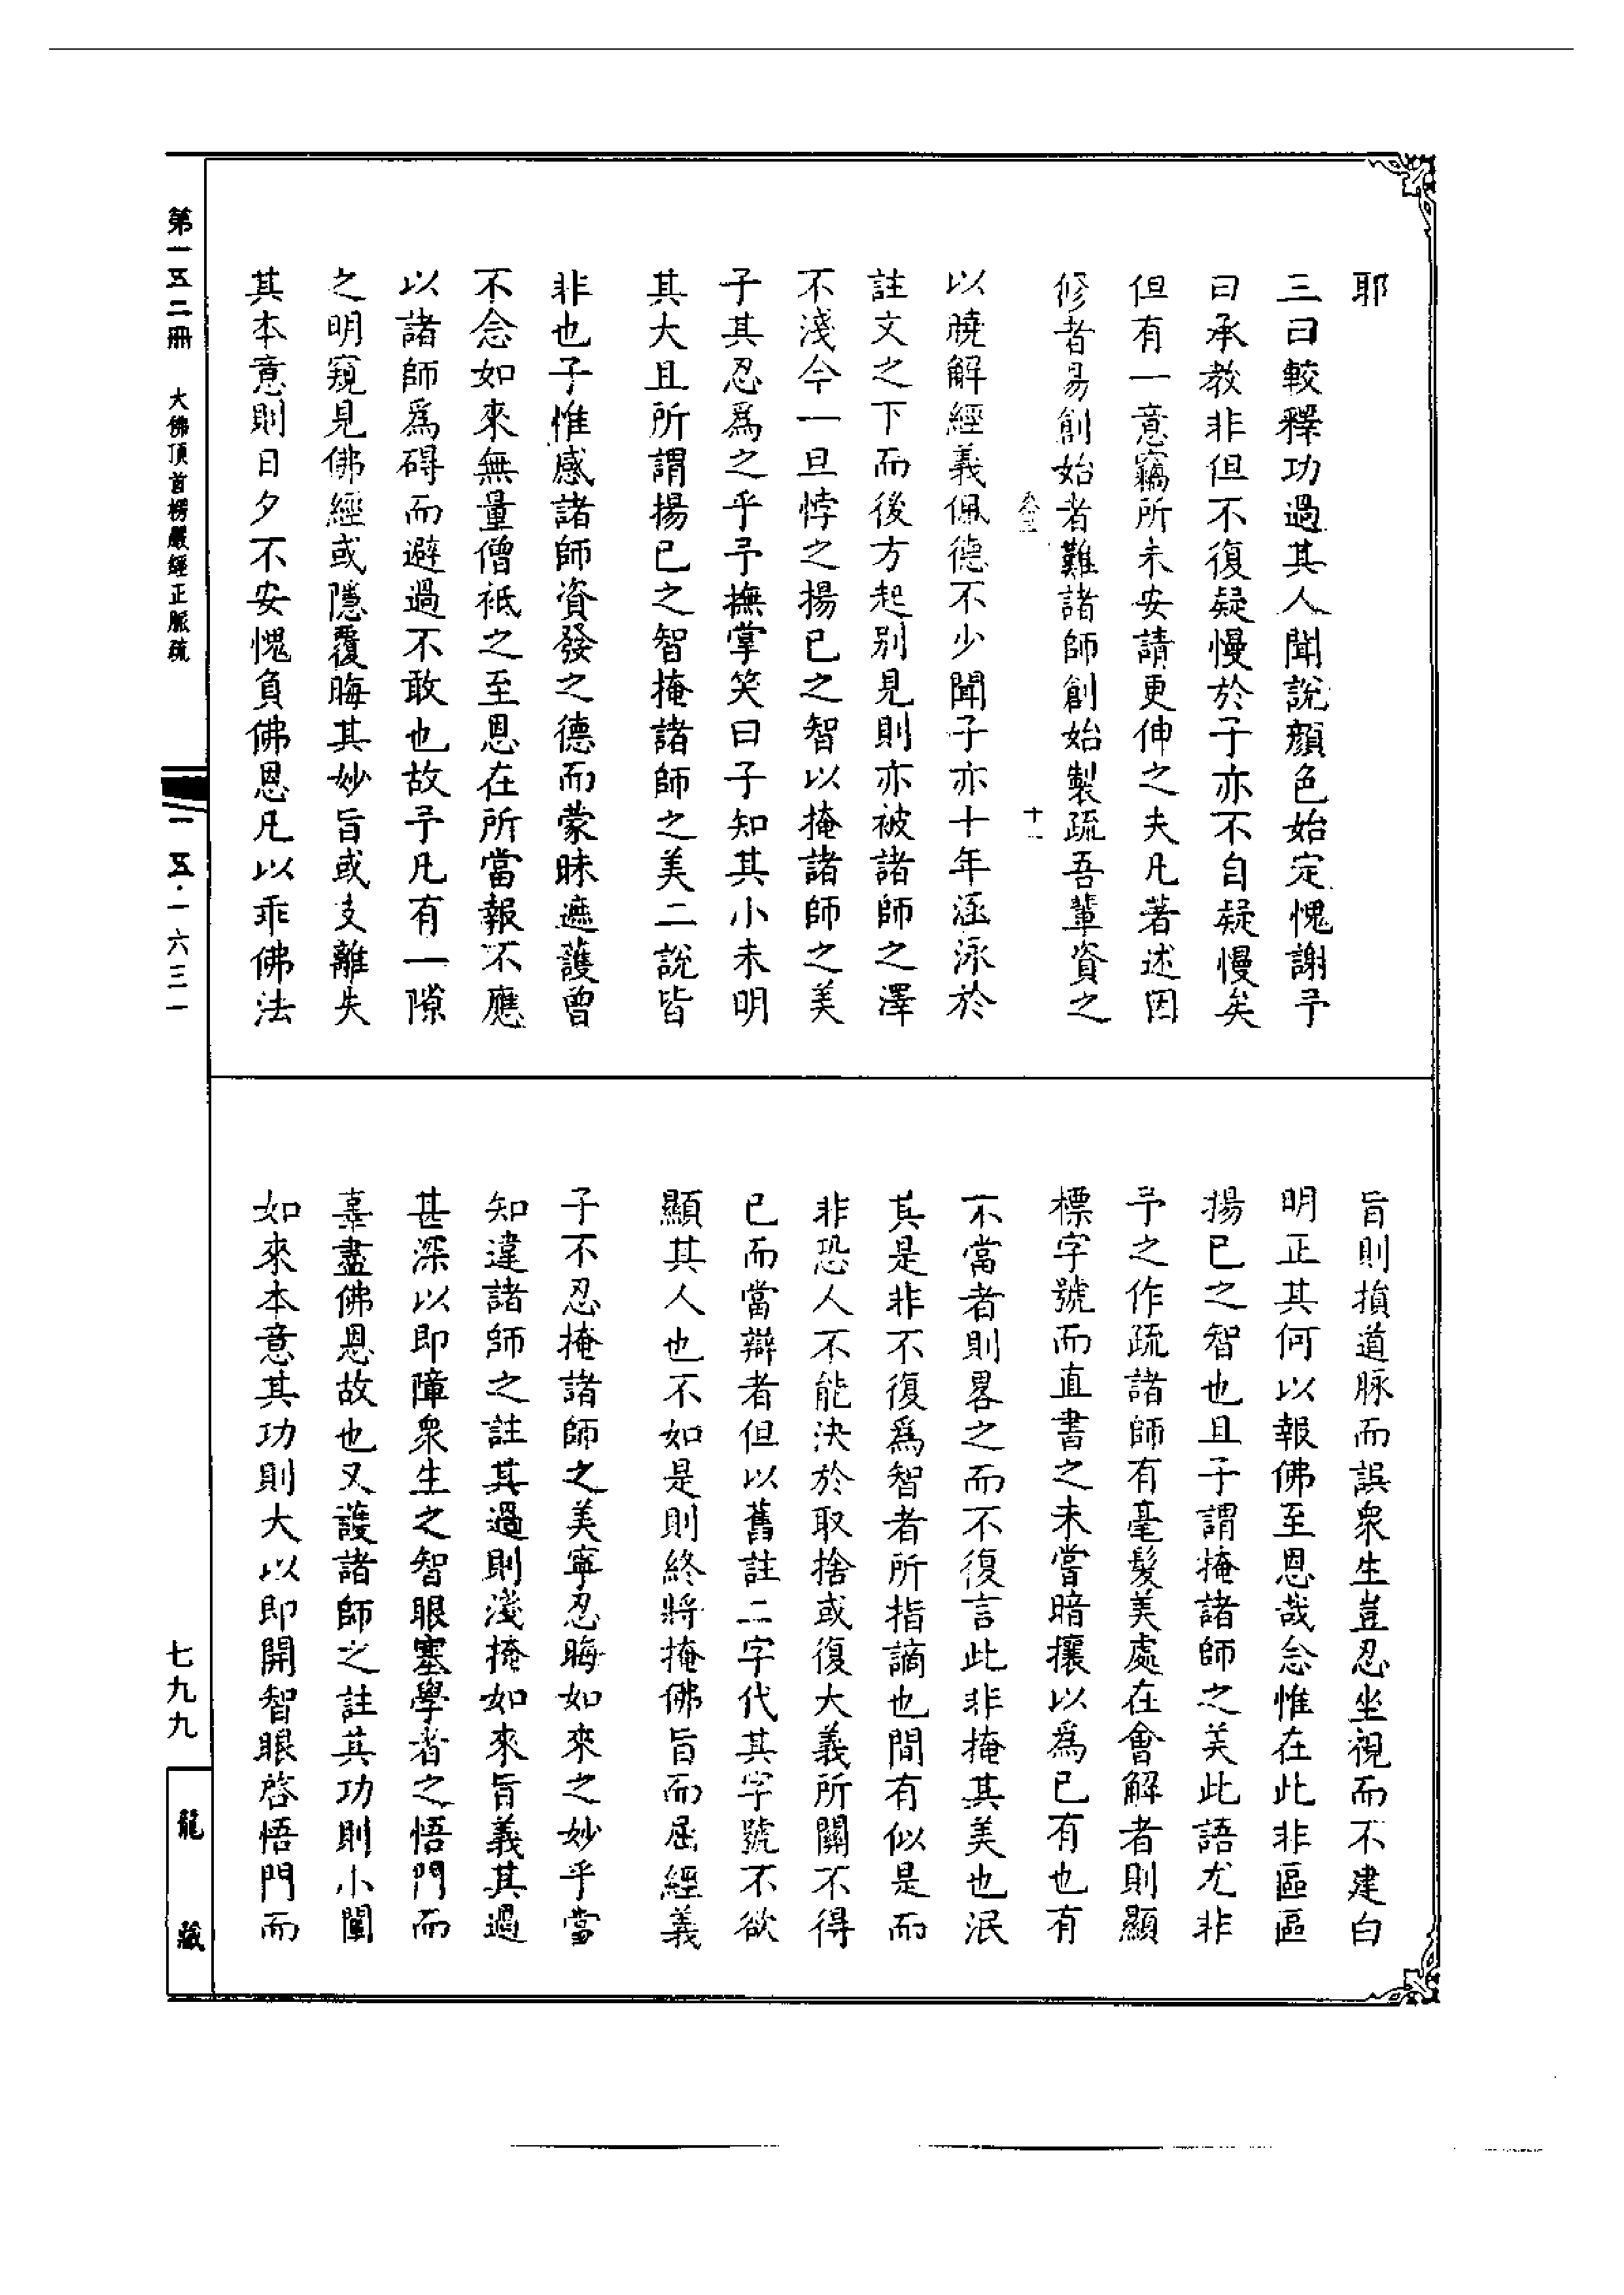 耶
三曰較釋功過其人聞說顏色始定愧謝予
曰承教非但不復疑慢於子亦不自疑慢矣
但有一意竊所未安請更伸之夫凡著述因
修者易創始者難諸師創始製疏吾輩資之
十一
以曉解經義佩德不少聞子亦十年涵泳於
註文之下而後方起別見則亦被諸師之澤
不淺今一旦悖之揚已之智以掩諸師之美
子其忍爲之乎予撫掌笑曰子知其小未明
其大且所謂揚已之智掩諸師之美二說皆
非也子惟感諸師資發之德而蒙昧遮護曾
不念如來無量僧祇之至恩在所當報不應
以諸師爲碍而避過不敢也故予凡有一隙
之明窺見佛經或隱覆晦其妙旨或支離失
其本意則日夕不安愧負佛恩凡以乖佛法
旨則損道脉而誤衆生豈忍坐視而不建白
明正其何以報佛至恩哉念惟在此非區區
揚已之智也且子謂掩諸師之美此語尤非
予之作疏諸師有毫髮美處在會解者則顯
標字號而直書之未嘗暗攘以爲已有也有
不當者則畧之而不復言此非掩其美也泯
其是非不復爲智者所指謫也間有似是而
非恐人不能決於取捨或復大義所關不得
已而當辯者但以舊註二字代其字號不欲
顯其人也不如是則終將掩佛旨而屈經義
子不忍掩諸師之美寧忍晦如來之妙乎當
知違諸師之註其過則淺掩如來旨義其過
甚深以即障衆生之智眼塞學者之悟門而
辜盡佛恩故也又護諸師之註其功則小闡
如來本意其功則大以即開智眼啓悟門而
第一五二冊　大佛頂首楞嚴經正脈疏
一五·一六三一
七九九
龍藏